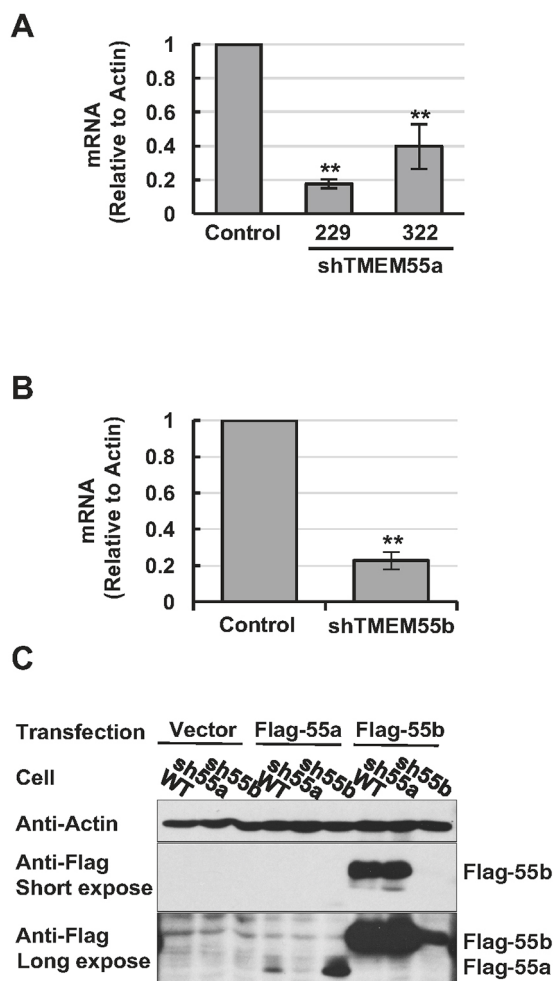 A
mRNA
(Relative to Actin)
1
0.8
0.6
0.4
0.2
0
**
**
Control
229
322
shTMEM55a
B
mRNA
(Relative to Actin)
1
0.8
0.6
0.4
0.2
0
**
Control
shTMEM55b
C
Transfection Vector Flag-55a Flag-55b
Cell WT sh55a sh55b WT sh55a sh55b WT sh55a sh55b
Anti-Actin
Anti-Flag
Short expose
Flag-55b
Anti-Flag
Long expose
Flag-55b
Flag-55a